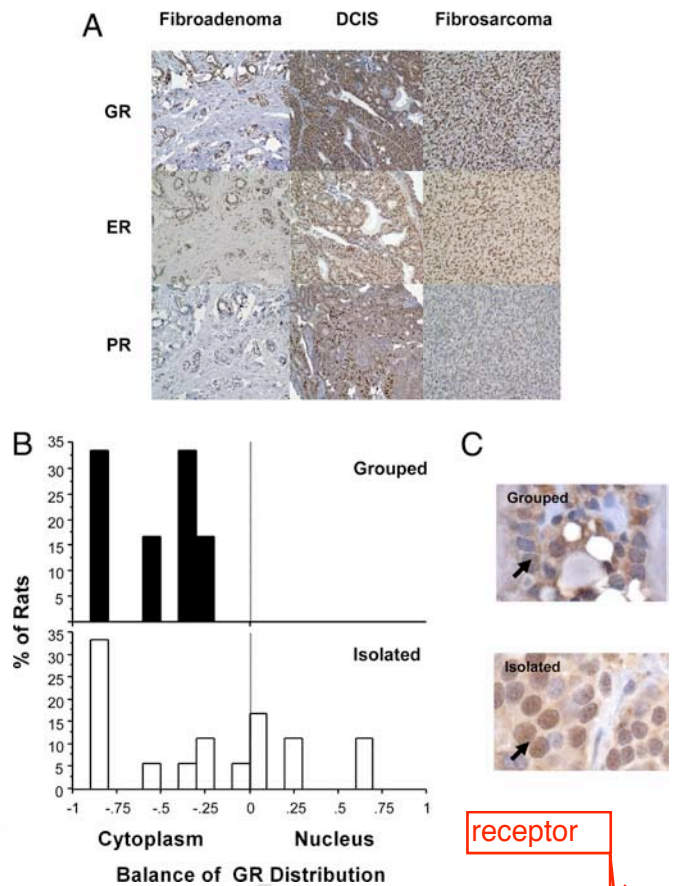 A
Fibroadenoma DCIS Fibrosarcoma
GR
ER
PR
B
35
30
25
20
15
10
5
Grouped
% of Rats
35
30
25
20
15
10
5
0
Isolated
-1 -.75 -.5 -.25 0 .25 .5 .75 1
Cytoplasm Nucleus
Balance of GR Distribution
C
Grouped
Isolated
receptor